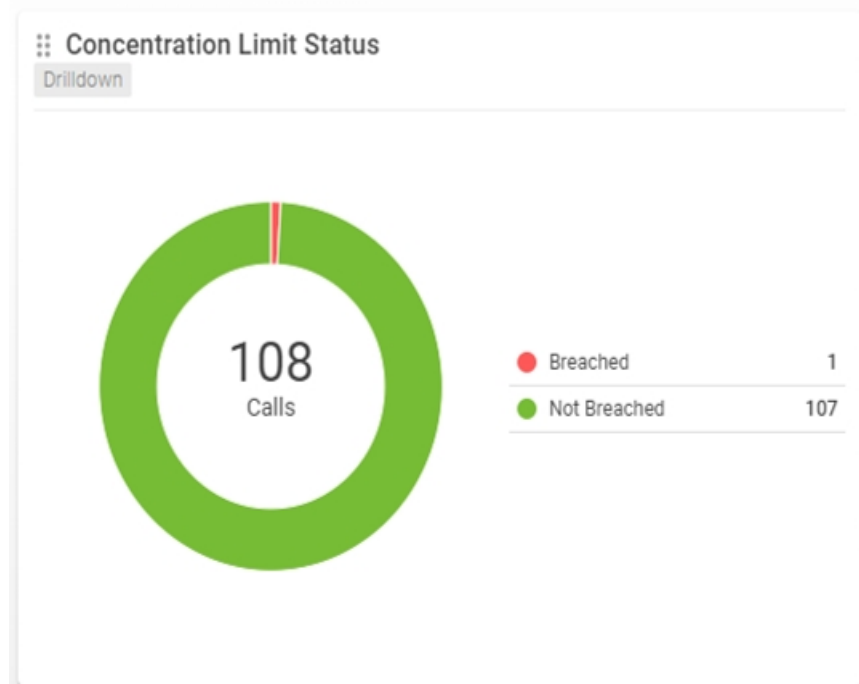 Concentration Limit Status
Drilldown
108
Calls
Breached 1
Not Breached 107